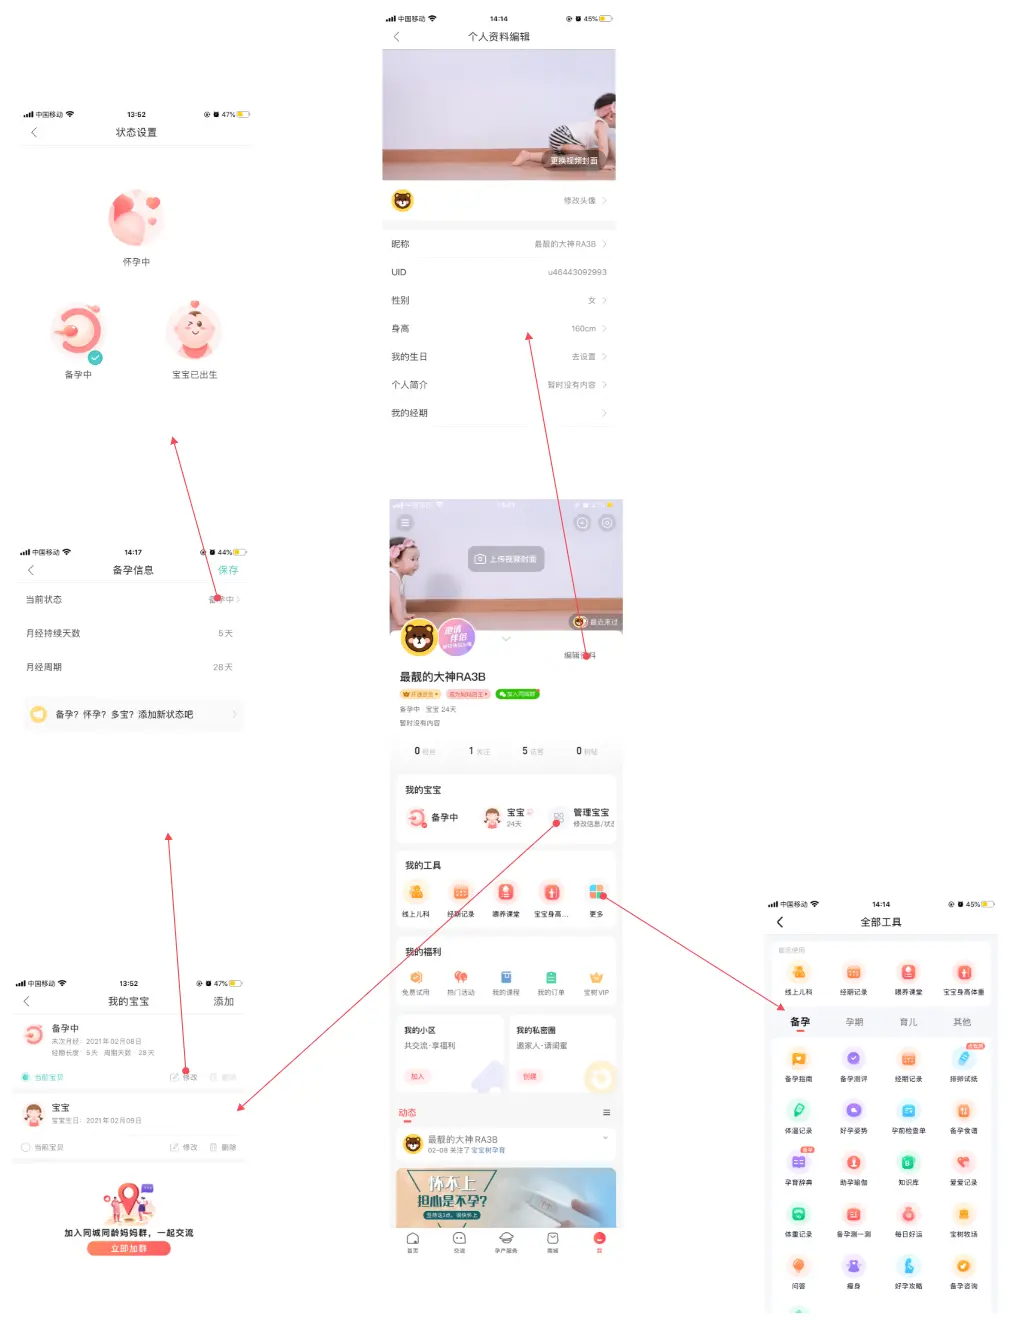 中国移动
14:14
45%
个人资料编辑
更换视频封面
修改头像
昵称
最靓的大神RA3B
UID
u46443092993
性别
女
身高
160cm
我的生日
去设置
个人简介
暂时没有内容
我的经期
中国移动
13:52
47%
状态设置
怀孕中
备孕中
宝宝已出生
中国移动
14:17
44%
备孕信息
保存
当前状态
备孕中
月经持续天数
5天
月经周期
28天
备孕？怀孕？多宝？添加新状态吧
上传视频封面
邀请
伴侣
最近来过
编辑资料
最靓的大神RA3B
加入同城群
备孕中 宝宝 24天
暂时没有内容
0
1 关注
5 访客
0
我的宝宝
备孕中
宝宝
24天
管理宝宝
修改信息/状态
我的工具
线上儿科
经期记录
喂养课堂
宝宝身高...
更多
我的福利
免费试用
热门活动
我的课程
我的订单
宝树VIP
我的小区
共交流·享福利
加入
我的私密圈
邀家人·请闺蜜
创建
动态
最靓的大神RA3B
02-08 关注了 宝宝树孕育
怀不上
担心是不孕?
首页
交流
孕产服务
商城
我
中国移动
13:52
47%
我的宝宝
添加
备孕中
末次月经：2021年02月08日
经期长度：5天 周期天数：28天
当前宝贝
修改
删除
宝宝
宝宝生日：2021年02月09日
当前宝贝
修改
删除
加入同城同龄妈妈群，一起交流
立即加群
中国移动
14:14
45%
全部工具
最近使用
线上儿科
经期记录
喂养课堂
宝宝身高体重
备孕
孕期
育儿
其他
备孕指南
备孕测评
经期记录
排卵试纸
体温记录
好孕姿势
孕前检查单
备孕食谱
孕育辞典
助孕瑜伽
知识库
爱爱记录
体重记录
备孕测一测
每日好运
宝树牧场
问答
瘦身
好孕攻略
备孕咨询